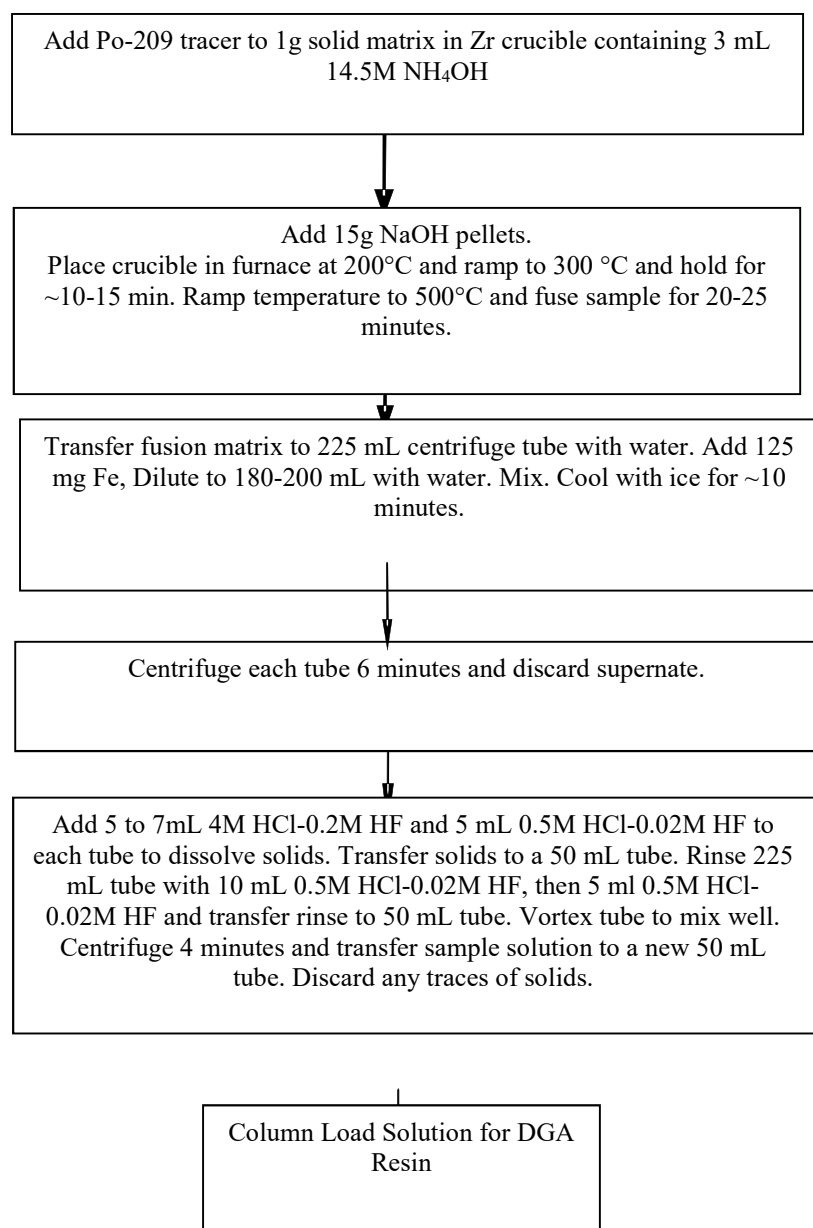 Add Po-209 tracer to 1g solid matrix in Zr crucible containing 3 mL
14.5M NH₄OH
Add 15g NaOH pellets.
Place crucible in furnace at 200°C and ramp to 300 °C and hold for
~10-15 min. Ramp temperature to 500°C and fuse sample for 20-25
minutes.
Transfer fusion matrix to 225 mL centrifuge tube with water. Add 125
mg Fe, Dilute to 180-200 mL with water. Mix. Cool with ice for ~10
minutes.
Centrifuge each tube 6 minutes and discard supernate.
Add 5 to 7mL 4M HCl-0.2M HF and 5 mL 0.5M HCl-0.02M HF to
each tube to dissolve solids. Transfer solids to a 50 mL tube. Rinse 225
mL tube with 10 mL 0.5M HCl-0.02M HF, then 5 ml 0.5M HCl-
0.02M HF and transfer rinse to 50 mL tube. Vortex tube to mix well.
Centrifuge 4 minutes and transfer sample solution to a new 50 mL
tube. Discard any traces of solids.
Column Load Solution for DGA
Resin